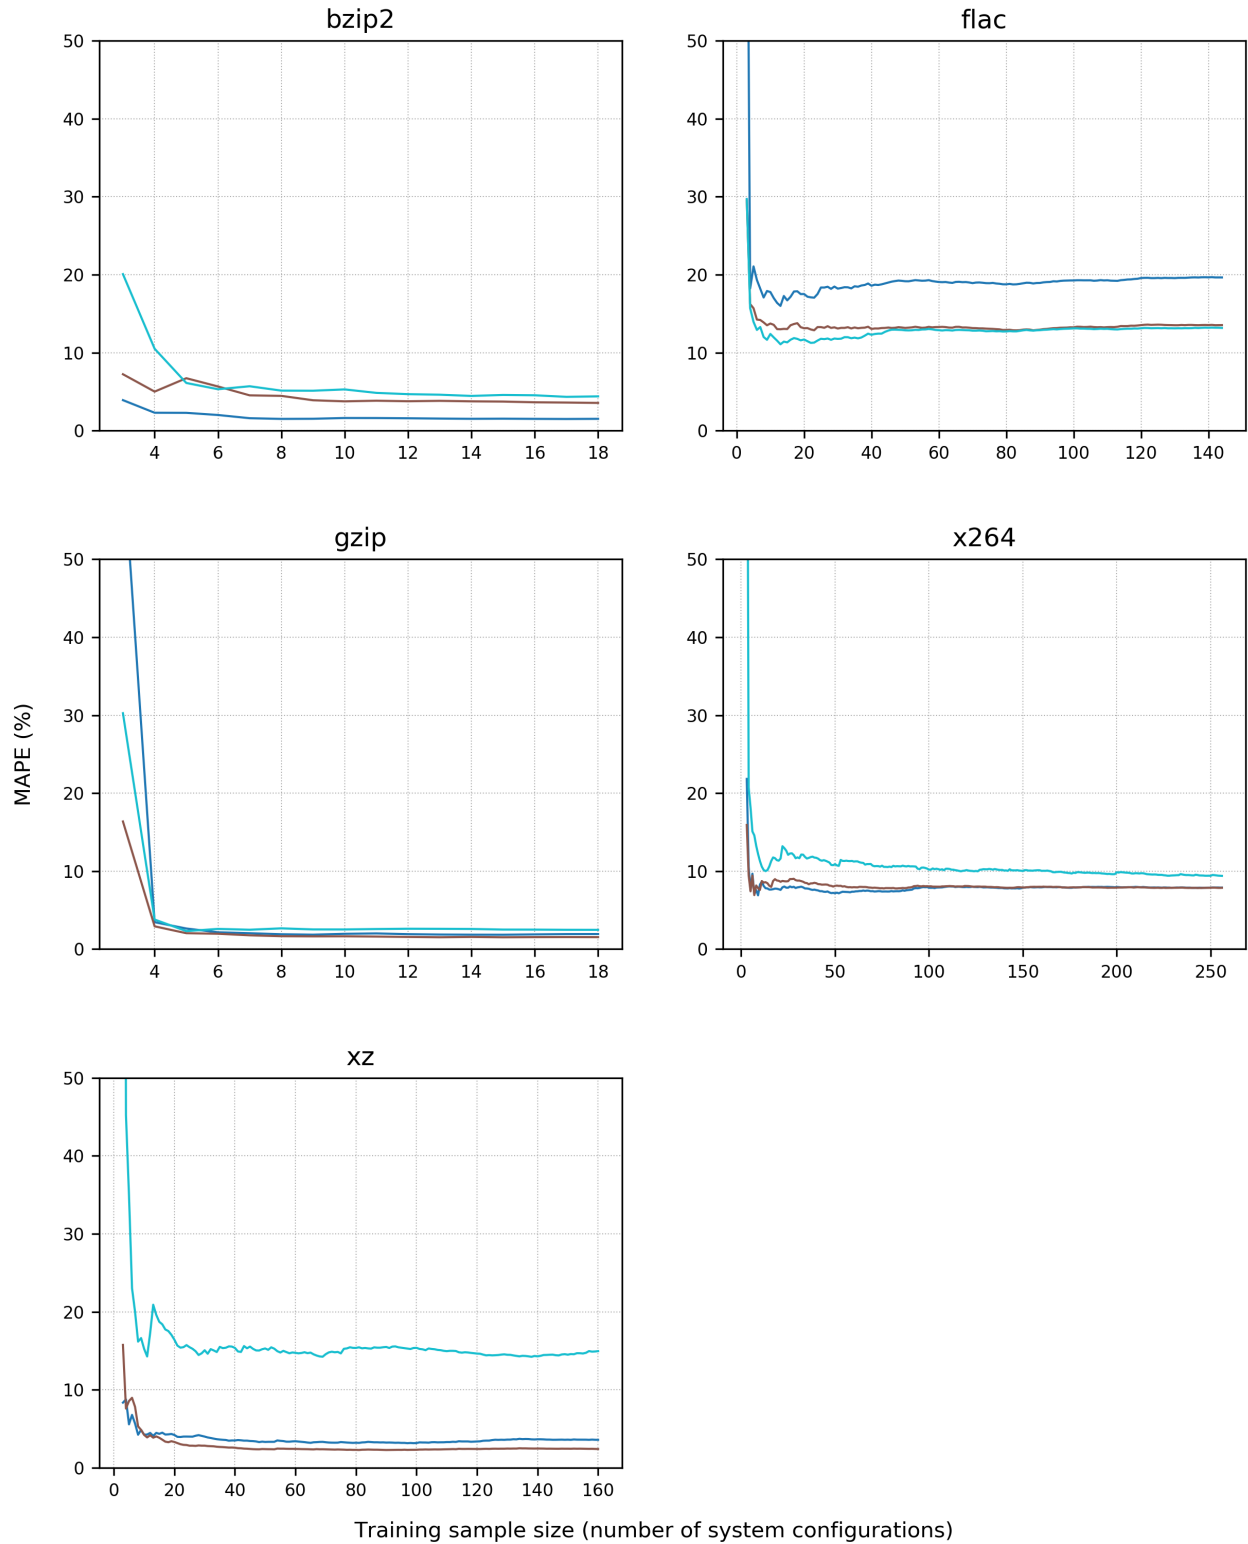 bzip2
50
40
30
20
10
0
4 6 8 10 12 14 16 18
flac
50
40
30
20
10
0
0 20 40 60 80 100 120 140
gzip
50
40
30
20
10
0
4 6 8 10 12 14 16 18
x264
50
40
30
20
10
0
0 50 100 150 200 250
MAPE (%)
xz
50
40
30
20
10
0
0 20 40 60 80 100 120 140 160
Training sample size (number of system configurations)